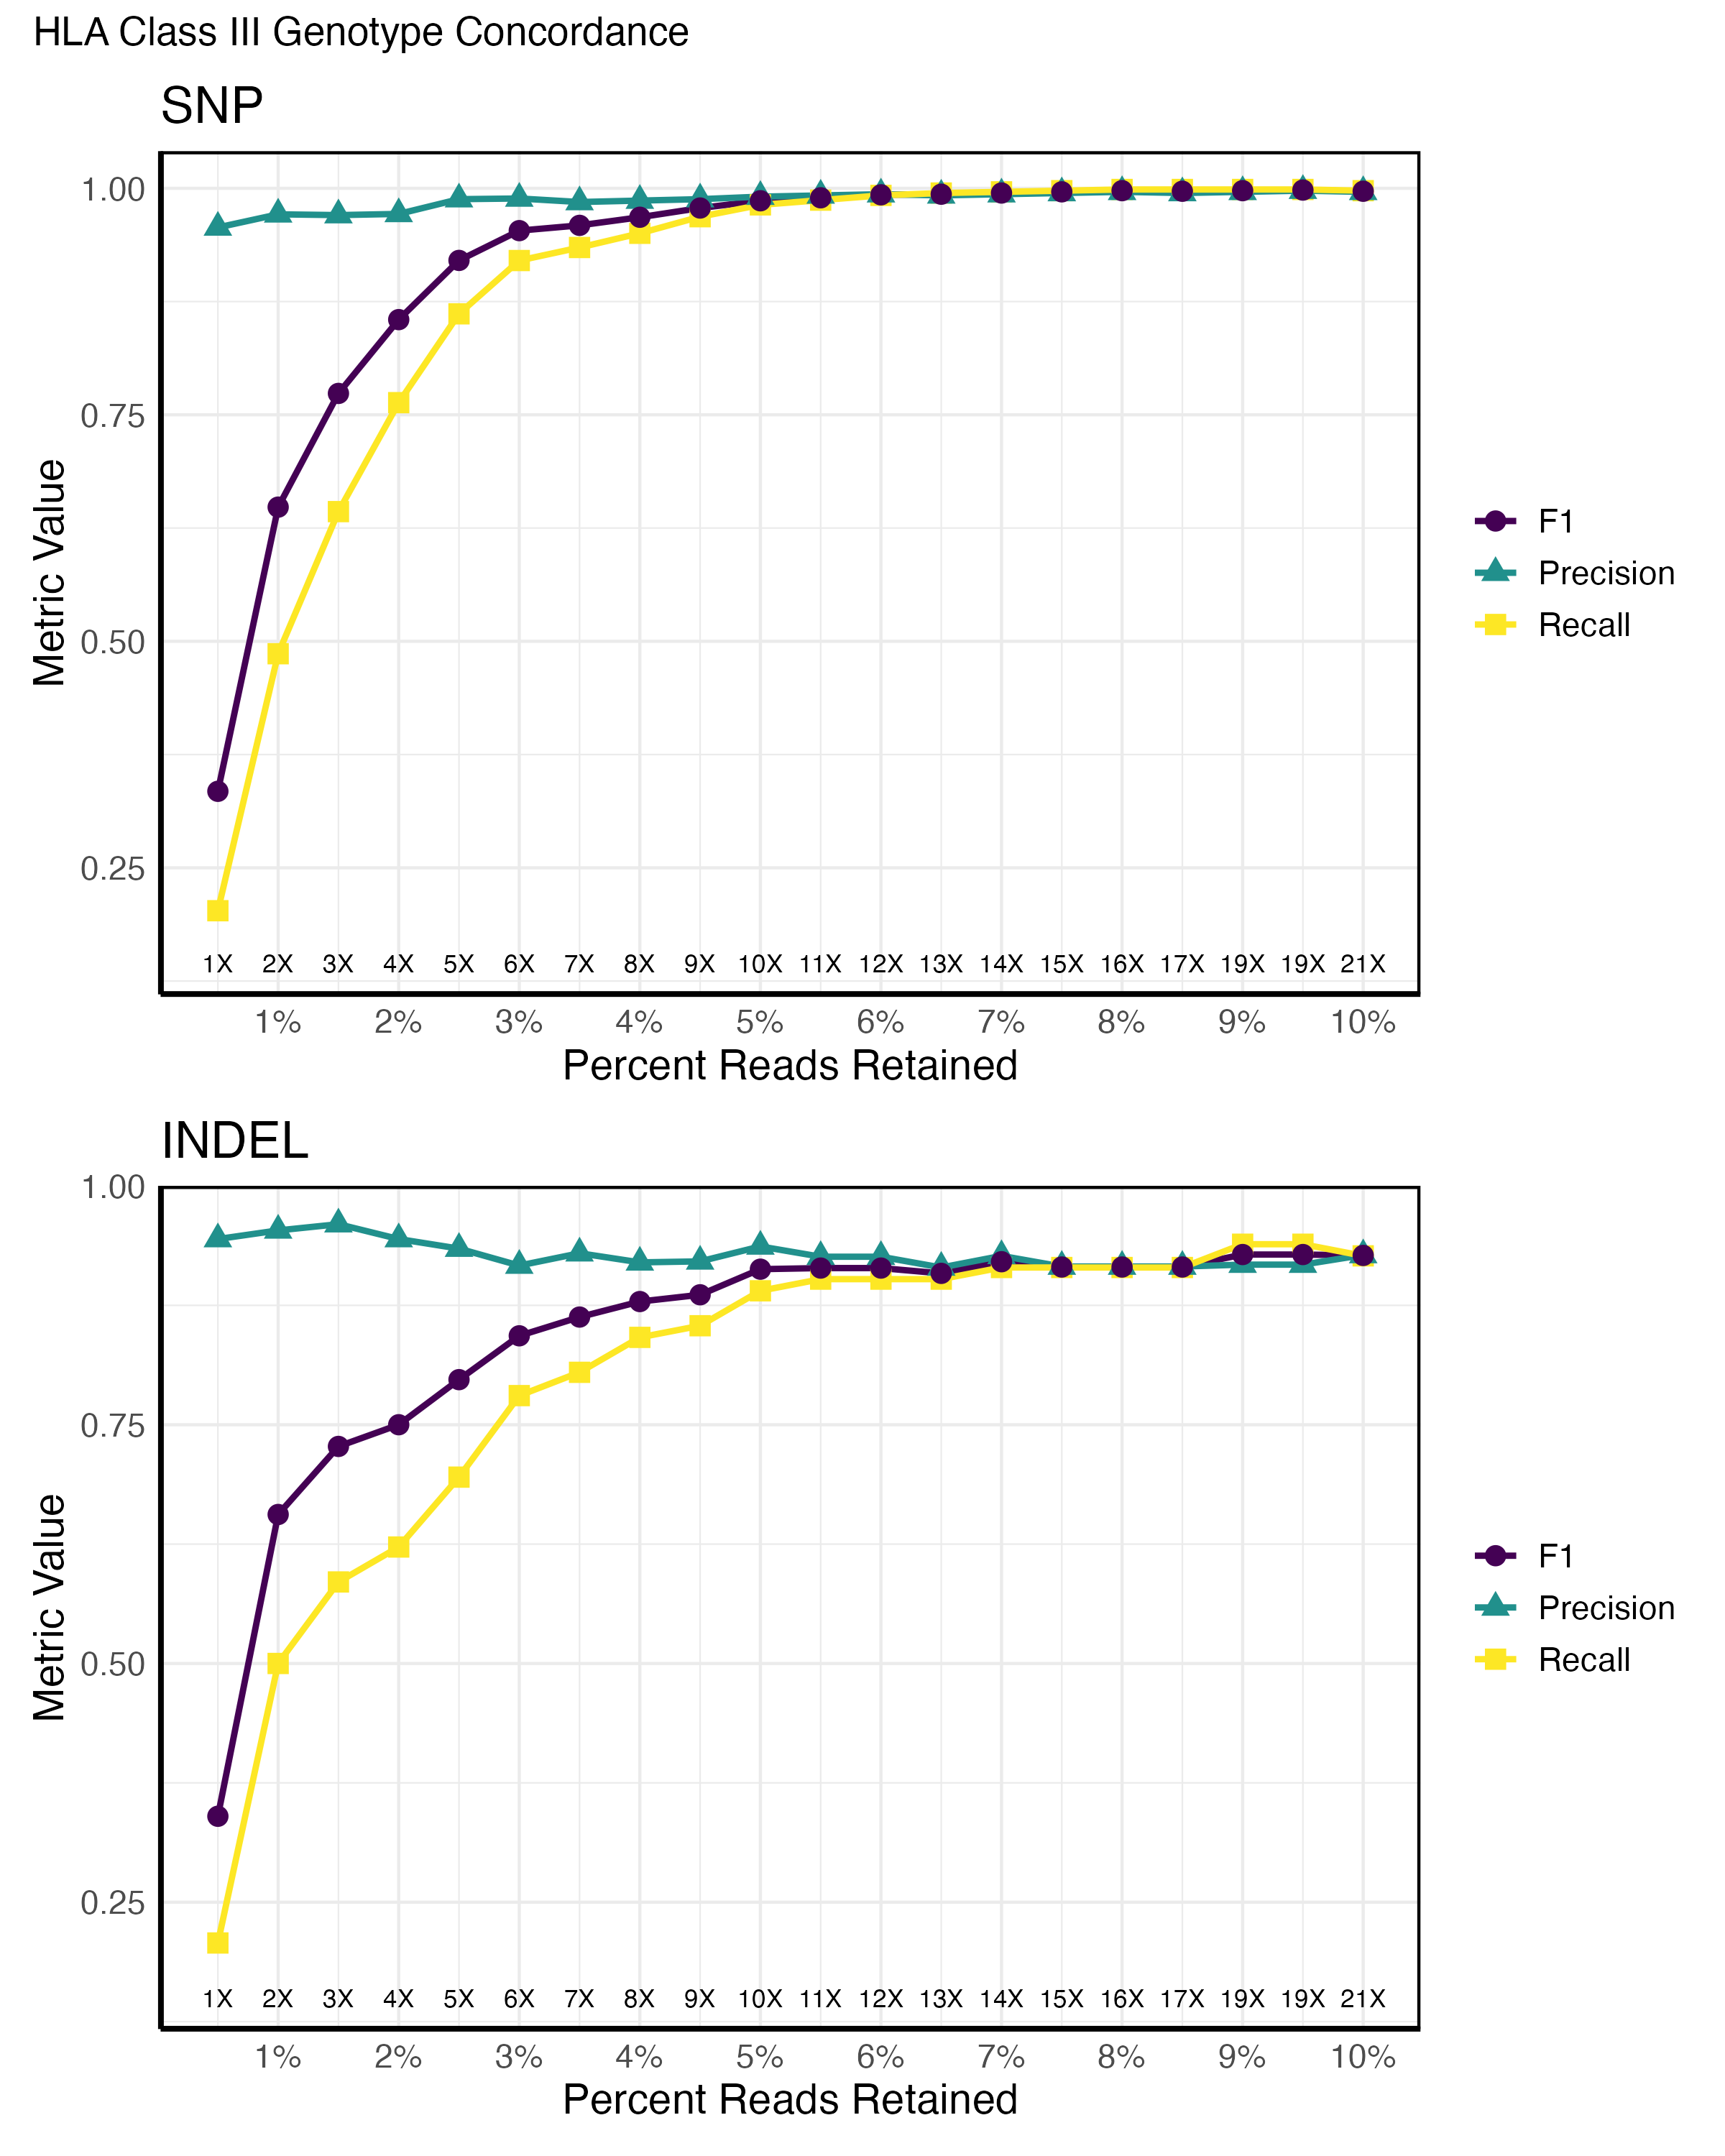 HLA Class III Genotype Concordance
SNP
Metric Value
1.00
0.75
0.50
0.25
1X 2X 3X 4X 5X 6X 7X 8X 9X 10X 11X 12X 13X 14X 15X 16X 17X 19X 19X 21X
1% 2% 3% 4% 5% 6% 7% 8% 9% 10%
Percent Reads Retained
F1
Precision
Recall
INDEL
Metric Value
1.00
0.75
0.50
0.25
1X 2X 3X 4X 5X 6X 7X 8X 9X 10X 11X 12X 13X 14X 15X 16X 17X 19X 19X 21X
1% 2% 3% 4% 5% 6% 7% 8% 9% 10%
Percent Reads Retained
F1
Precision
Recall